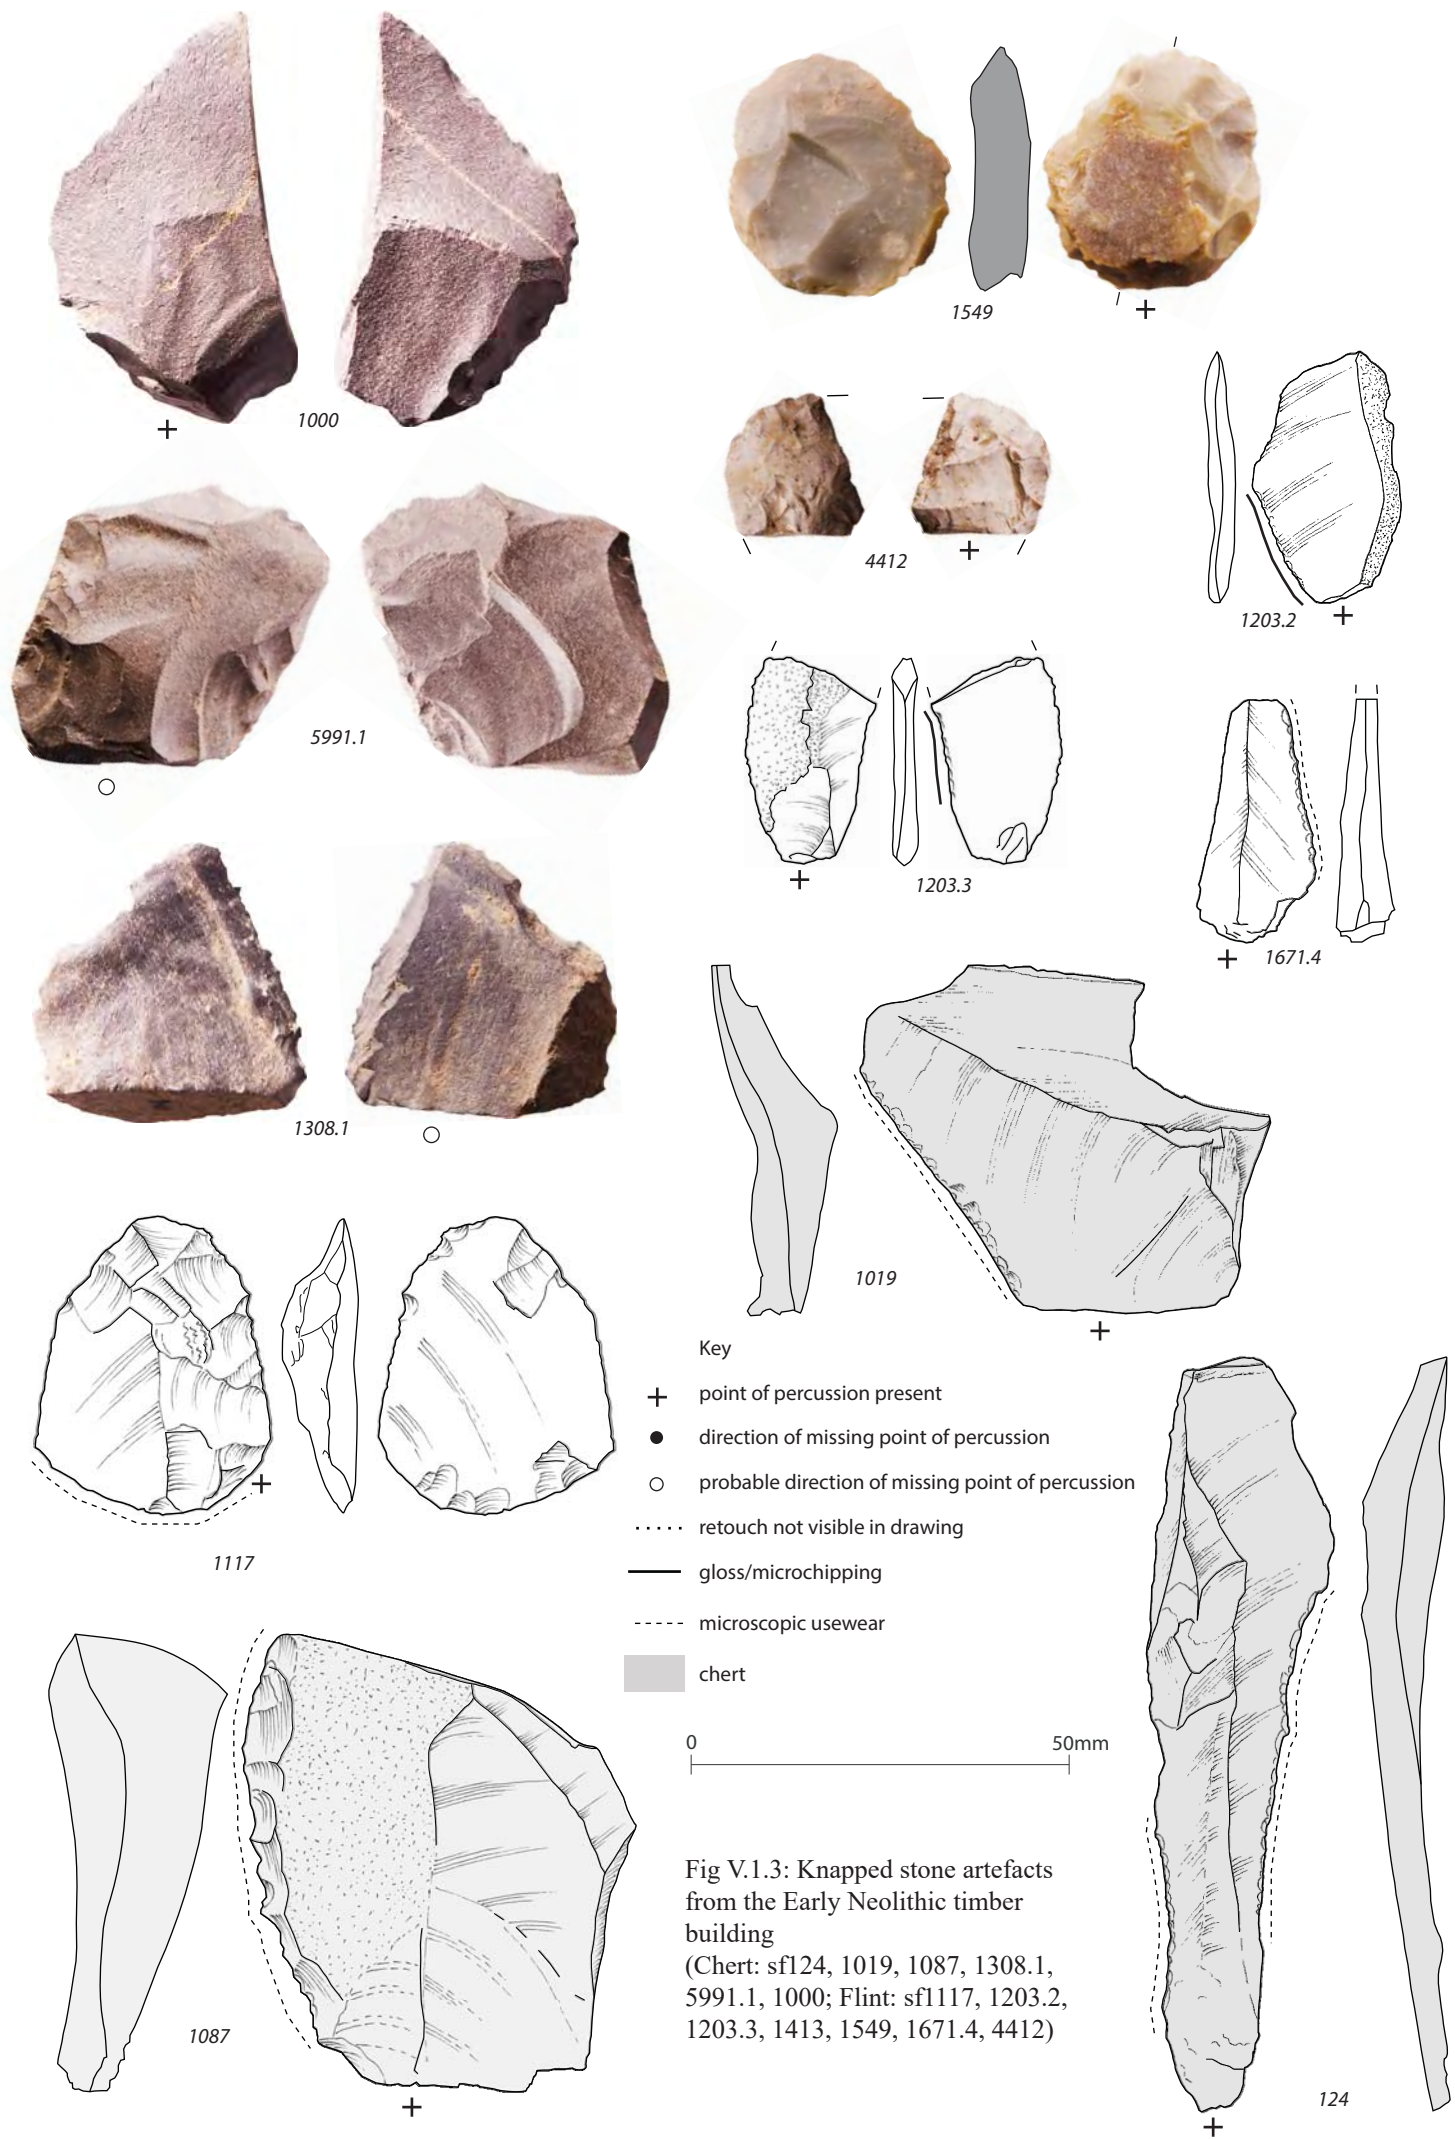 1000
1549
4412
1203.2
5991.1
1203.3
1671.4
1308.1
1019
1117
Key
+ point of percussion present
● direction of missing point of percussion
○ probable direction of missing point of percussion
retouch not visible in drawing
gloss/microchipping
microscopic usewear
chert
0 50mm
1087
Fig V.1.3: Knapped stone artefacts
from the Early Neolithic timber
building
(Chert: sf124, 1019, 1087, 1308.1,
5991.1, 1000; Flint: sf1117, 1203.2,
1203.3, 1413, 1549, 1671.4, 4412)
124